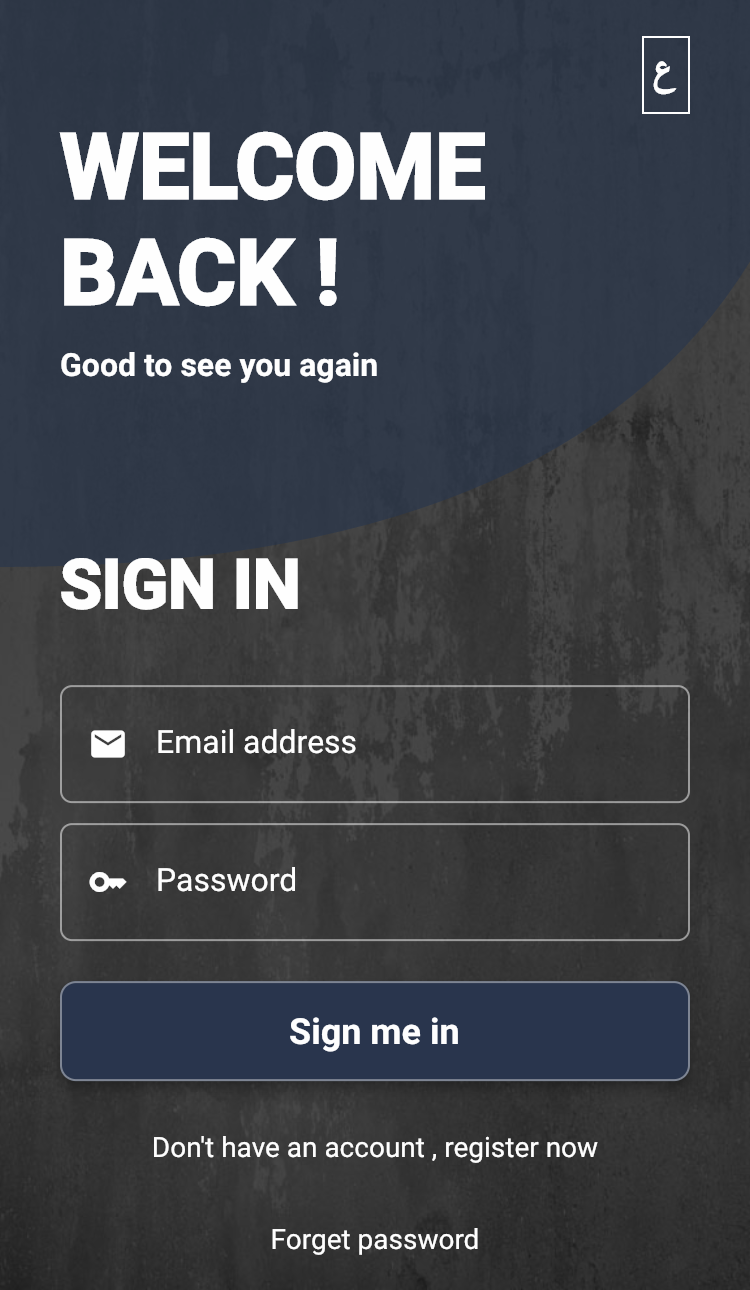 ع
WELCOME
BACK !
Good to see you again
SIGN IN
Email address
Password
Sign me in
Don't have an account , register now
Forget password